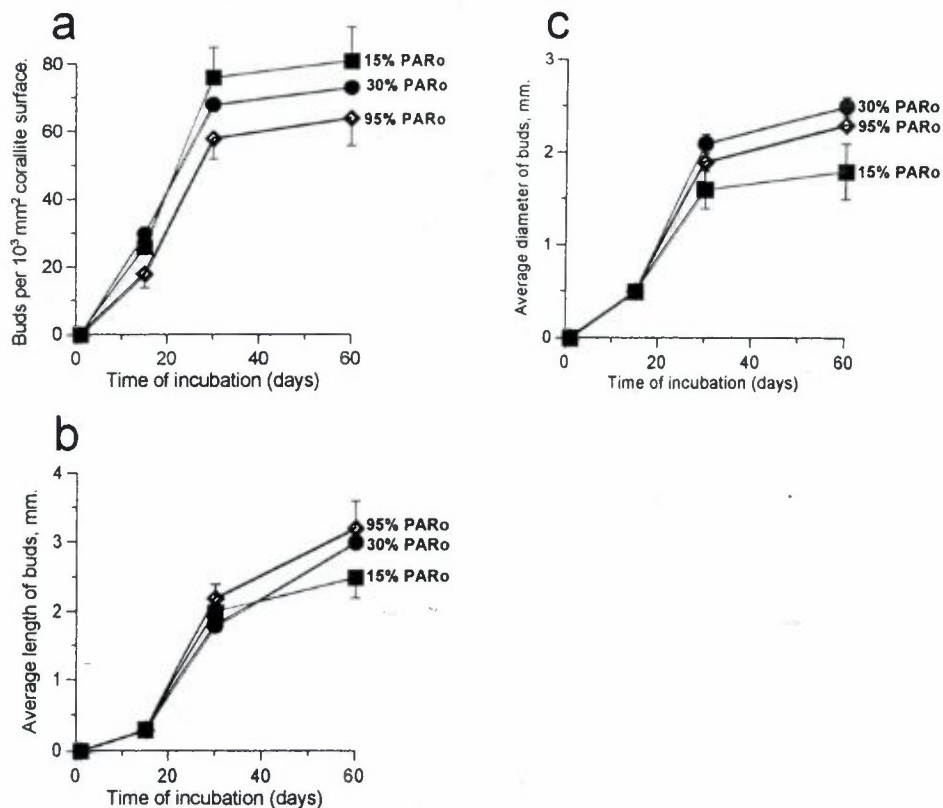 a
Buds per 10³ mm² corallite surface.
80
60
40
20
0
0 20 40 60
Time of incubation (days)
15% PARo
30% PARo
95% PARo
c
Average diameter of buds, mm.
3
2
1
0
0 20 40 60
Time of incubation (days)
30% PARo
95% PARo
15% PARo
b
Average length of buds, mm.
4
3
2
1
0
0 20 40 60
Time of incubation (days)
95% PARo
30% PARo
15% PARo